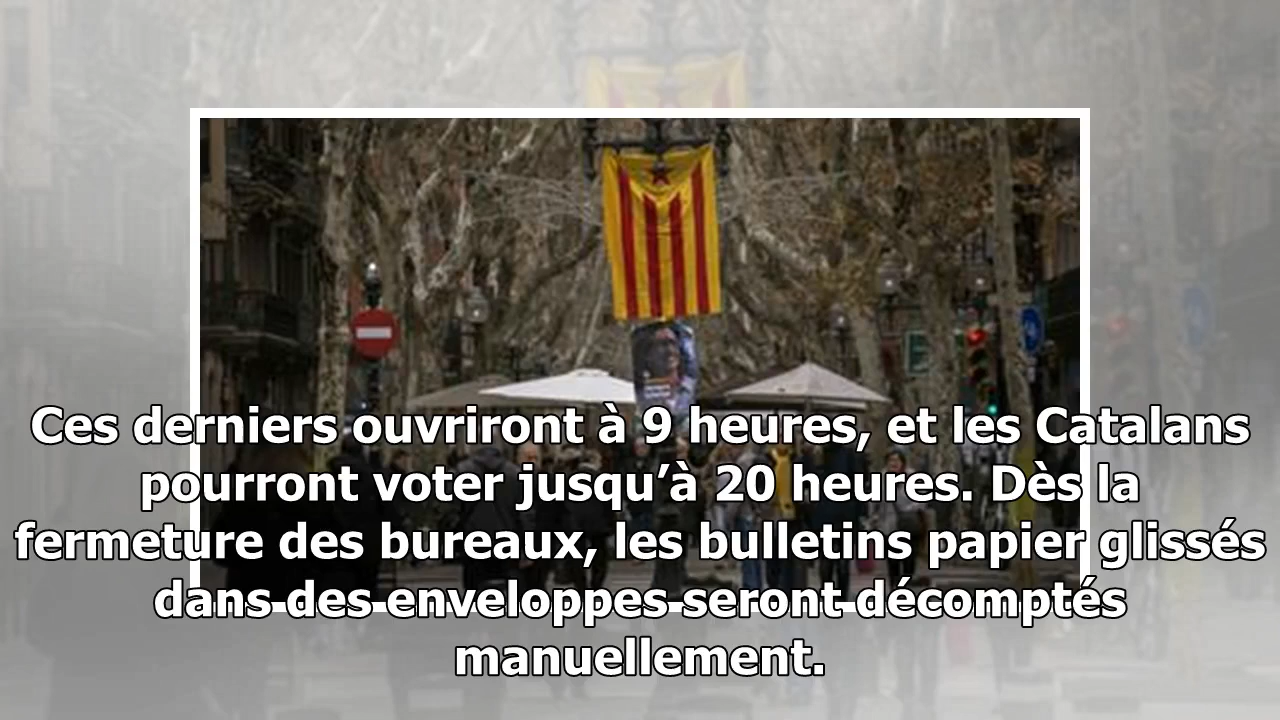 Ces derniers ouvriront à 9 heures, et les Catalans
pourront voter jusqu’à 20 heures. Dès la
fermeture des bureaux, les bulletins papier glissés
dans des enveloppes seront décomptés
manuellement.